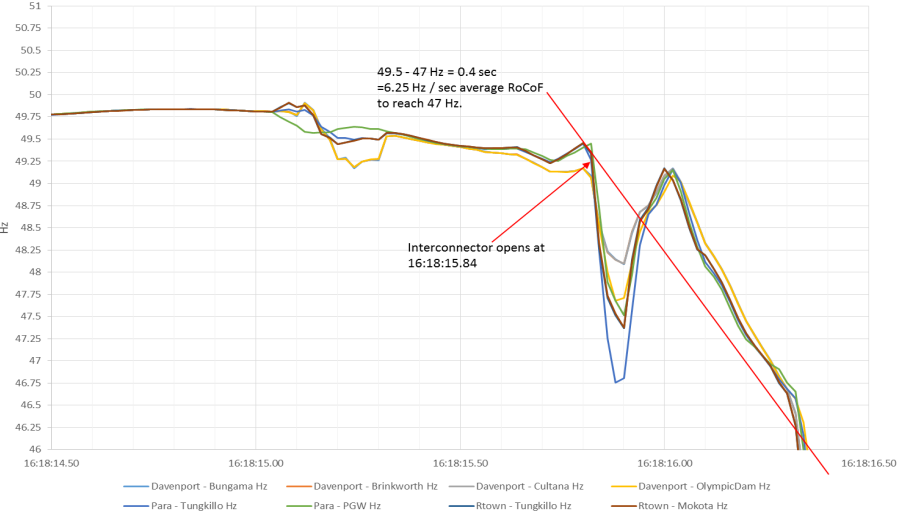 51
50.75
50.5
50.25
50
49.75
49.5
49.25
49
48.75
48.5
48.25
48
47.75
47.5
47.25
47
46.75
46.5
46.25
46
Hz
49.5 - 47 Hz = 0.4 sec
=6.25 Hz / sec average RoCoF
to reach 47 Hz.
Interconnector opens at
16:18:15.84
16:18:14.50 16:18:15.00 16:18:15.50 16:18:16.00 16:18:16.50
Davenport - Bungama Hz Davenport - Brinkworth Hz Davenport - Cultana Hz Davenport - OlympicDam Hz
Para - Tungkillo Hz Para - PGW Hz Rtown - Tungkillo Hz Rtown - Mokota Hz